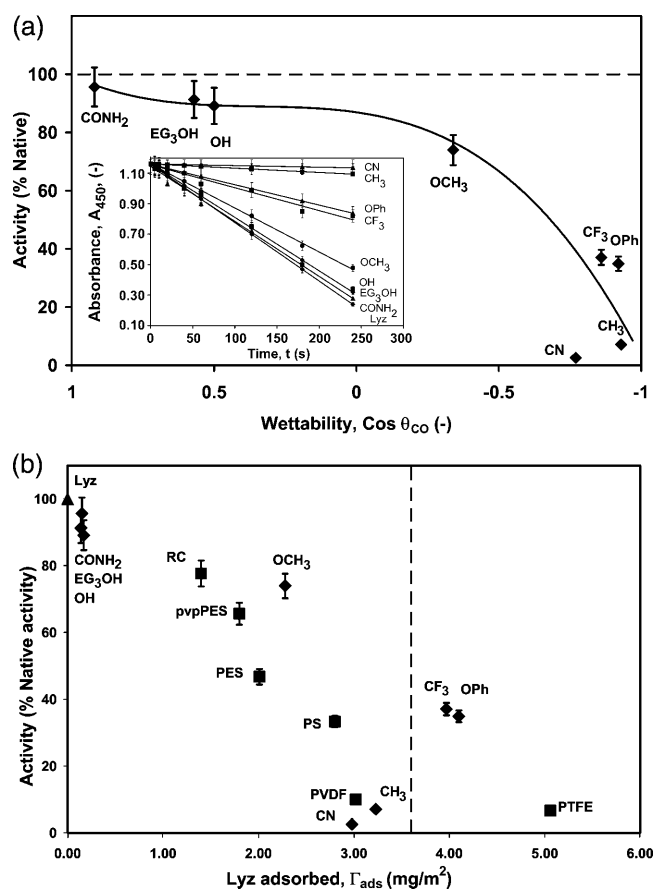 (a)
Activity (% Native)
100
80
60
40
20
0
CONH2
EG3OH
OH
OCH3
CF3
OPh
CH3
CN
Absorbance, A450, (-)
1.10
0.90
0.70
0.50
0.30
0.10
CN
CH3
OPh
CF3
OCH3
OH
EG3OH
CONH2
Lyz
0 50 100 150 200 250 300
Time, t (s)
1 0.5 0 -0.5 -1
Wettability, Cos θCO (-)
(b)
Activity (% Native activity)
100
80
60
40
20
0
Lyz
CONH2
EG3OH
OH
RC
OCH3
pvpPES
PES
PS
CF3
OPh
PVDF
CH3
CN
PTFE
0.00 1.00 2.00 3.00 4.00 5.00 6.00
Lyz adsorbed, Γads (mg/m2)